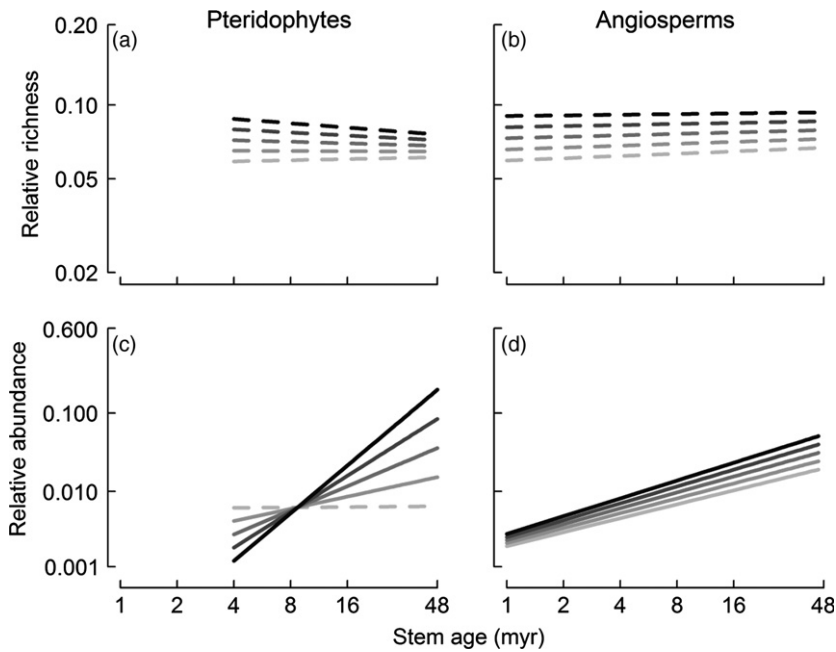 Pteridophytes
Angiosperms
(a)
(b)
Relative richness
0.20
0.10
0.05
0.02
(c)
(d)
Relative abundance
0.600
0.100
0.010
0.001
1 2 4 8 16 48
1 2 4 8 16 48
Stem age (myr)